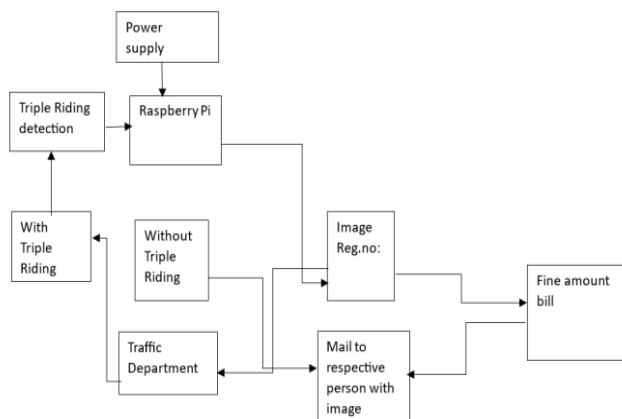 Power
supply
Triple Riding
detection
Raspberry Pi
With
Triple
Riding
Without
Triple
Riding
Image
Reg.no:
Fine amount
bill
Traffic
Department
Mail to
respective
person with
image